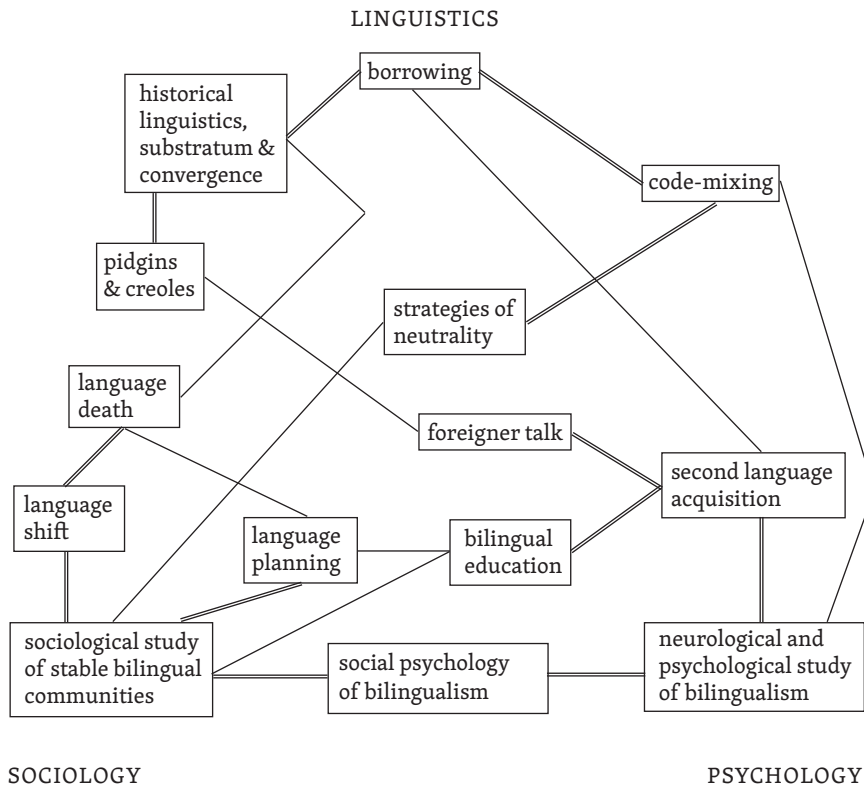 LINGUISTICS
borrowing
historical
linguistics,
substratum &
convergence
code-mixing
pidgins
& creoles
strategies of
neutrality
language
death
foreigner talk
second language
acquisition
language
shift
language
planning
bilingual
education
sociological study
of stable bilingual
communities
social psychology
of bilingualism
neurological and
psychological study
of bilingualism
SOCIOLOGY
PSYCHOLOGY